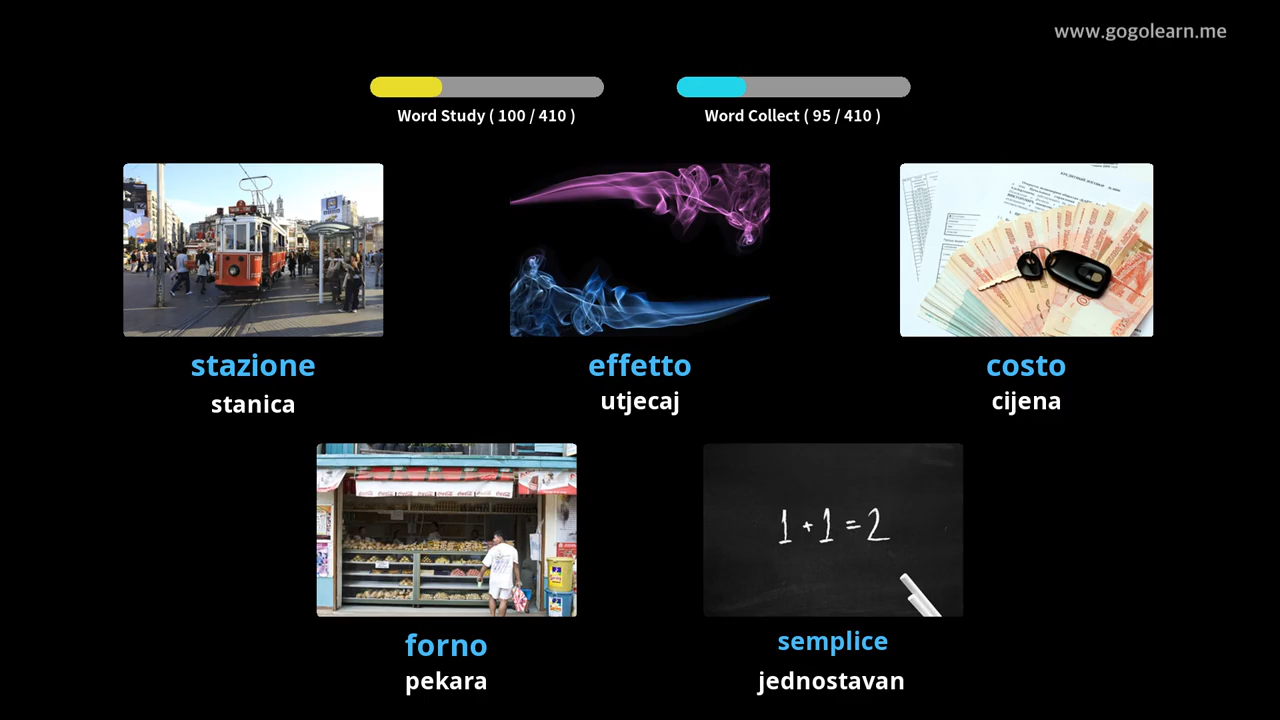 www.gogolearn.me
Word Study ( 100 / 410 )
Word Collect ( 95 / 410 )
stazione
stanica
effetto
utjecaj
costo
cijena
forno
pekara
1 + 1 = 2
semplice
jednostavan